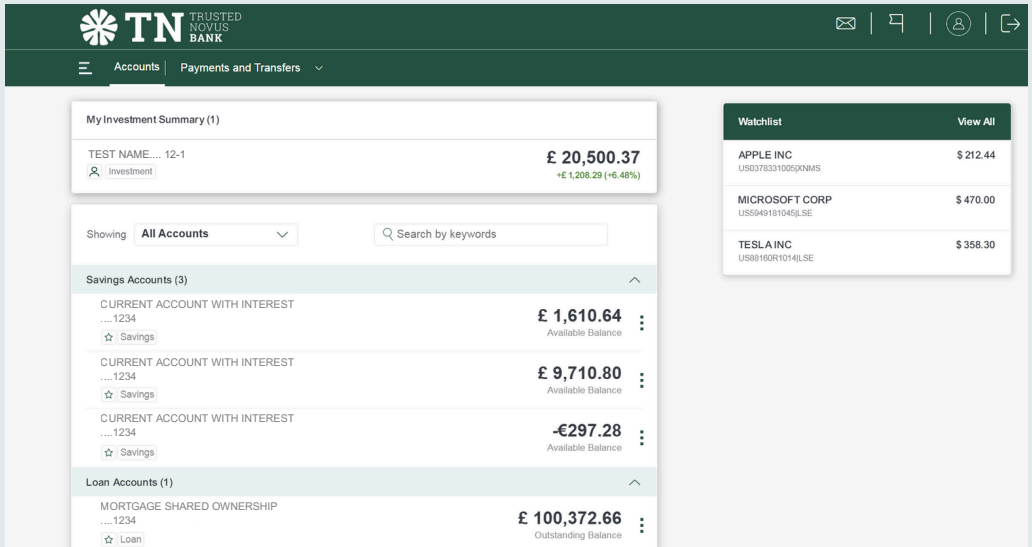 TN TRUSTED
NOVUS
BANK
Accounts
Payments and Transfers
My Investment Summary (1)
TEST NAME.... 12-1
£ 20,500.37
Investment
+£ 1,208.29 (+6.48%)
Showing
All Accounts
Search by keywords
Savings Accounts (3)
CURRENT ACCOUNT WITH INTEREST
....1234
£ 1,610.64
Savings
Available Balance
CURRENT ACCOUNT WITH INTEREST
....1234
£ 9,710.80
Savings
Available Balance
CURRENT ACCOUNT WITH INTEREST
....1234
-€297.28
Savings
Available Balance
Loan Accounts (1)
MORTGAGE SHARED OWNERSHIP
....1234
£ 100,372.66
Loan
Outstanding Balance
Watchlist
View All
APPLE INC
$ 212.44
US0378331005|XNMS
MICROSOFT CORP
$ 470.00
US5949181045|LSE
TESLA INC
$ 358.30
US88160R1014|LSE